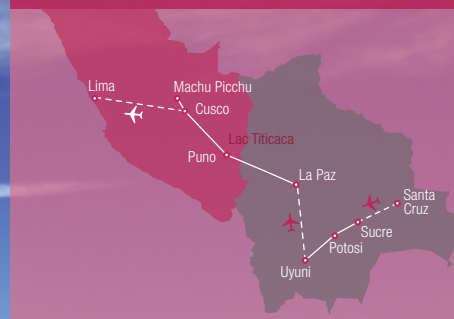 Lima
Machu Picchu
Cusco
Lac Titicaca
Puno
La Paz
Santa
Cruz
Sucre
Potosi
Uyuni